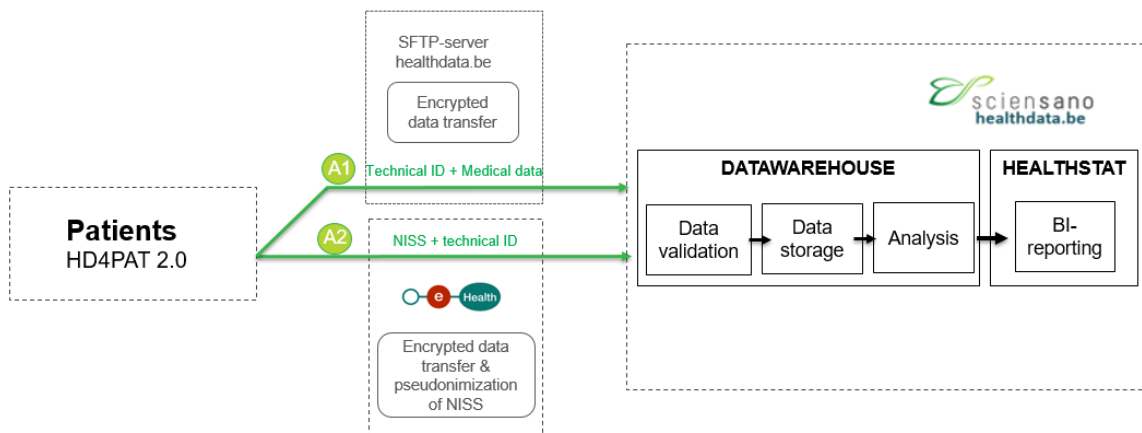 SFTP-server
healthdata.be
Encrypted
data transfer
sciensano
healthdata.be
A1
Technical ID + Medical data
DATAWAREHOUSE
HEALTHSTAT
Patients
HD4PAT 2.0
A2
NISS + technical ID
Data
validation
Data
storage
Analysis
BI-
reporting
e
Health
Encrypted data
transfer &
pseudonimization
of NISS